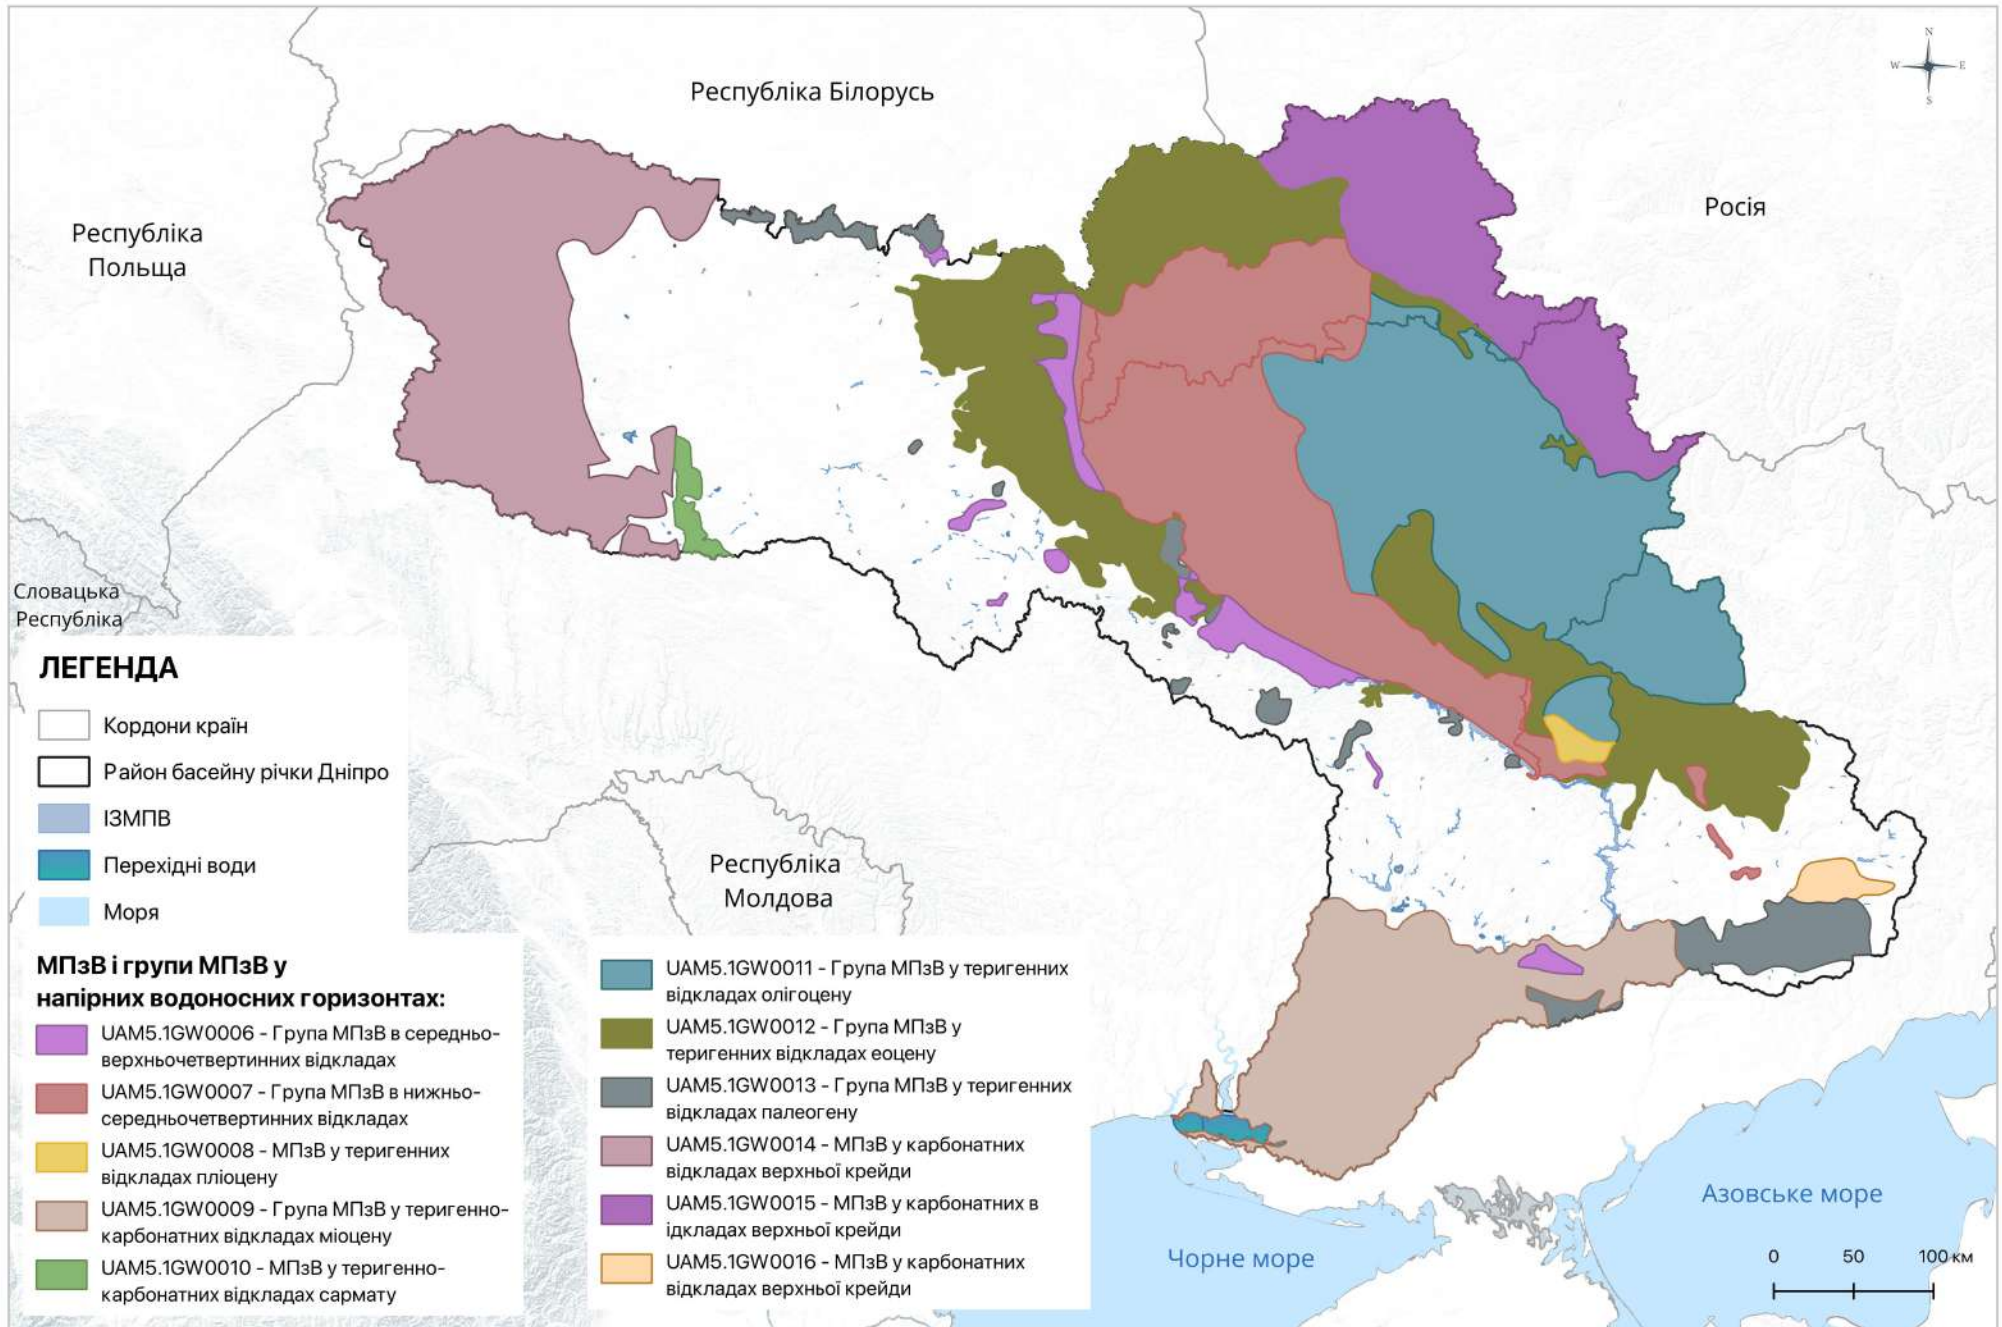 N
W
E
S
Республіка Білорусь
Росія
Республіка
Польща
Словацька
Республіка
ЛЕГЕНДА
Кордони країн
Район басейну річки Дніпро
ІЗМПВ
Перехідні води
Моря
Республіка
Молдова
МПзВ і групи МПзВ у
напірних водоносних горизонтах:
UAM5.1GW0006 - Група МПзВ в середньо-
верхньочетвертинних відкладах
UAM5.1GW0007 - Група МПзВ в нижньо-
середньочетвертинних відкладах
UAM5.1GW0008 - МПзВ у теригенних
відкладах пліоцену
UAM5.1GW0009 - Група МПзВ у теригенно-
карбонатних відкладах міоцену
UAM5.1GW0010 - МПзВ у теригенно-
карбонатних відкладах сармату
UAM5.1GW0011 - Група МПзВ у теригенних
відкладах олігоцену
UAM5.1GW0012 - Група МПзВ у
теригенних відкладах еоцену
UAM5.1GW0013 - Група МПзВ у теригенних
відкладах палеогену
UAM5.1GW0014 - МПзВ у карбонатних
відкладах верхньої крейди
UAM5.1GW0015 - МПзВ у карбонатних в
ідкладах верхньої крейди
UAM5.1GW0016 - МПзВ у карбонатних
відкладах верхньої крейди
Азовське море
Чорне море
0 50 100 км